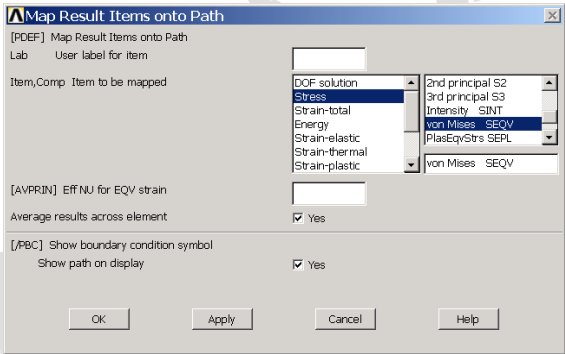 Map Result Items onto Path
[PDEF] Map Result Items onto Path
Lab User label for item
Item,Comp Item to be mapped
DOF solution
Stress
Strain-total
Energy
Strain-elastic
Strain-thermal
Strain-plastic
2nd principal S2
3rd principal S3
Intensity SINT
von Mises SEQV
PlasEqvStrs SEPL
von Mises SEQV
[AVPRIN] Eff NU for EQV strain
Average results across element
Yes
[/PBC] Show boundary condition symbol
Show path on display
Yes
OK Apply Cancel Help